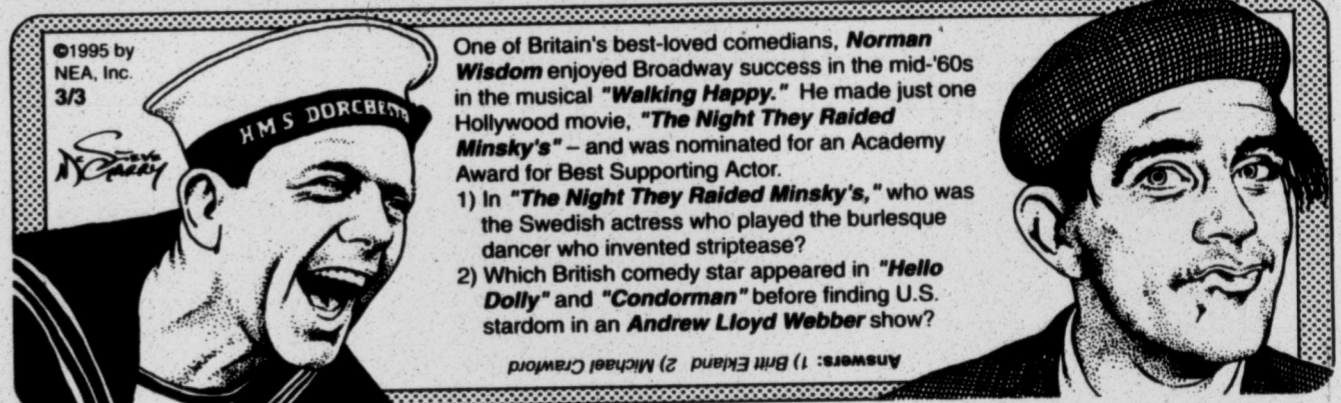 ©1995 by
NEA, Inc.
3/3
Steve
McGarry
HMS DORCHESTER
One of Britain's best-loved comedians, Norman
Wisdom enjoyed Broadway success in the mid-'60s
in the musical "Walking Happy." He made just one
Hollywood movie, "The Night They Raided
Minsky's" – and was nominated for an Academy
Award for Best Supporting Actor.
1) In "The Night They Raided Minsky's," who was
the Swedish actress who played the burlesque
dancer who invented striptease?
2) Which British comedy star appeared in "Hello
Dolly" and "Condorman" before finding U.S.
stardom in an Andrew Lloyd Webber show?
Answers: 1) Britt Ekland 2) Michael Crawford